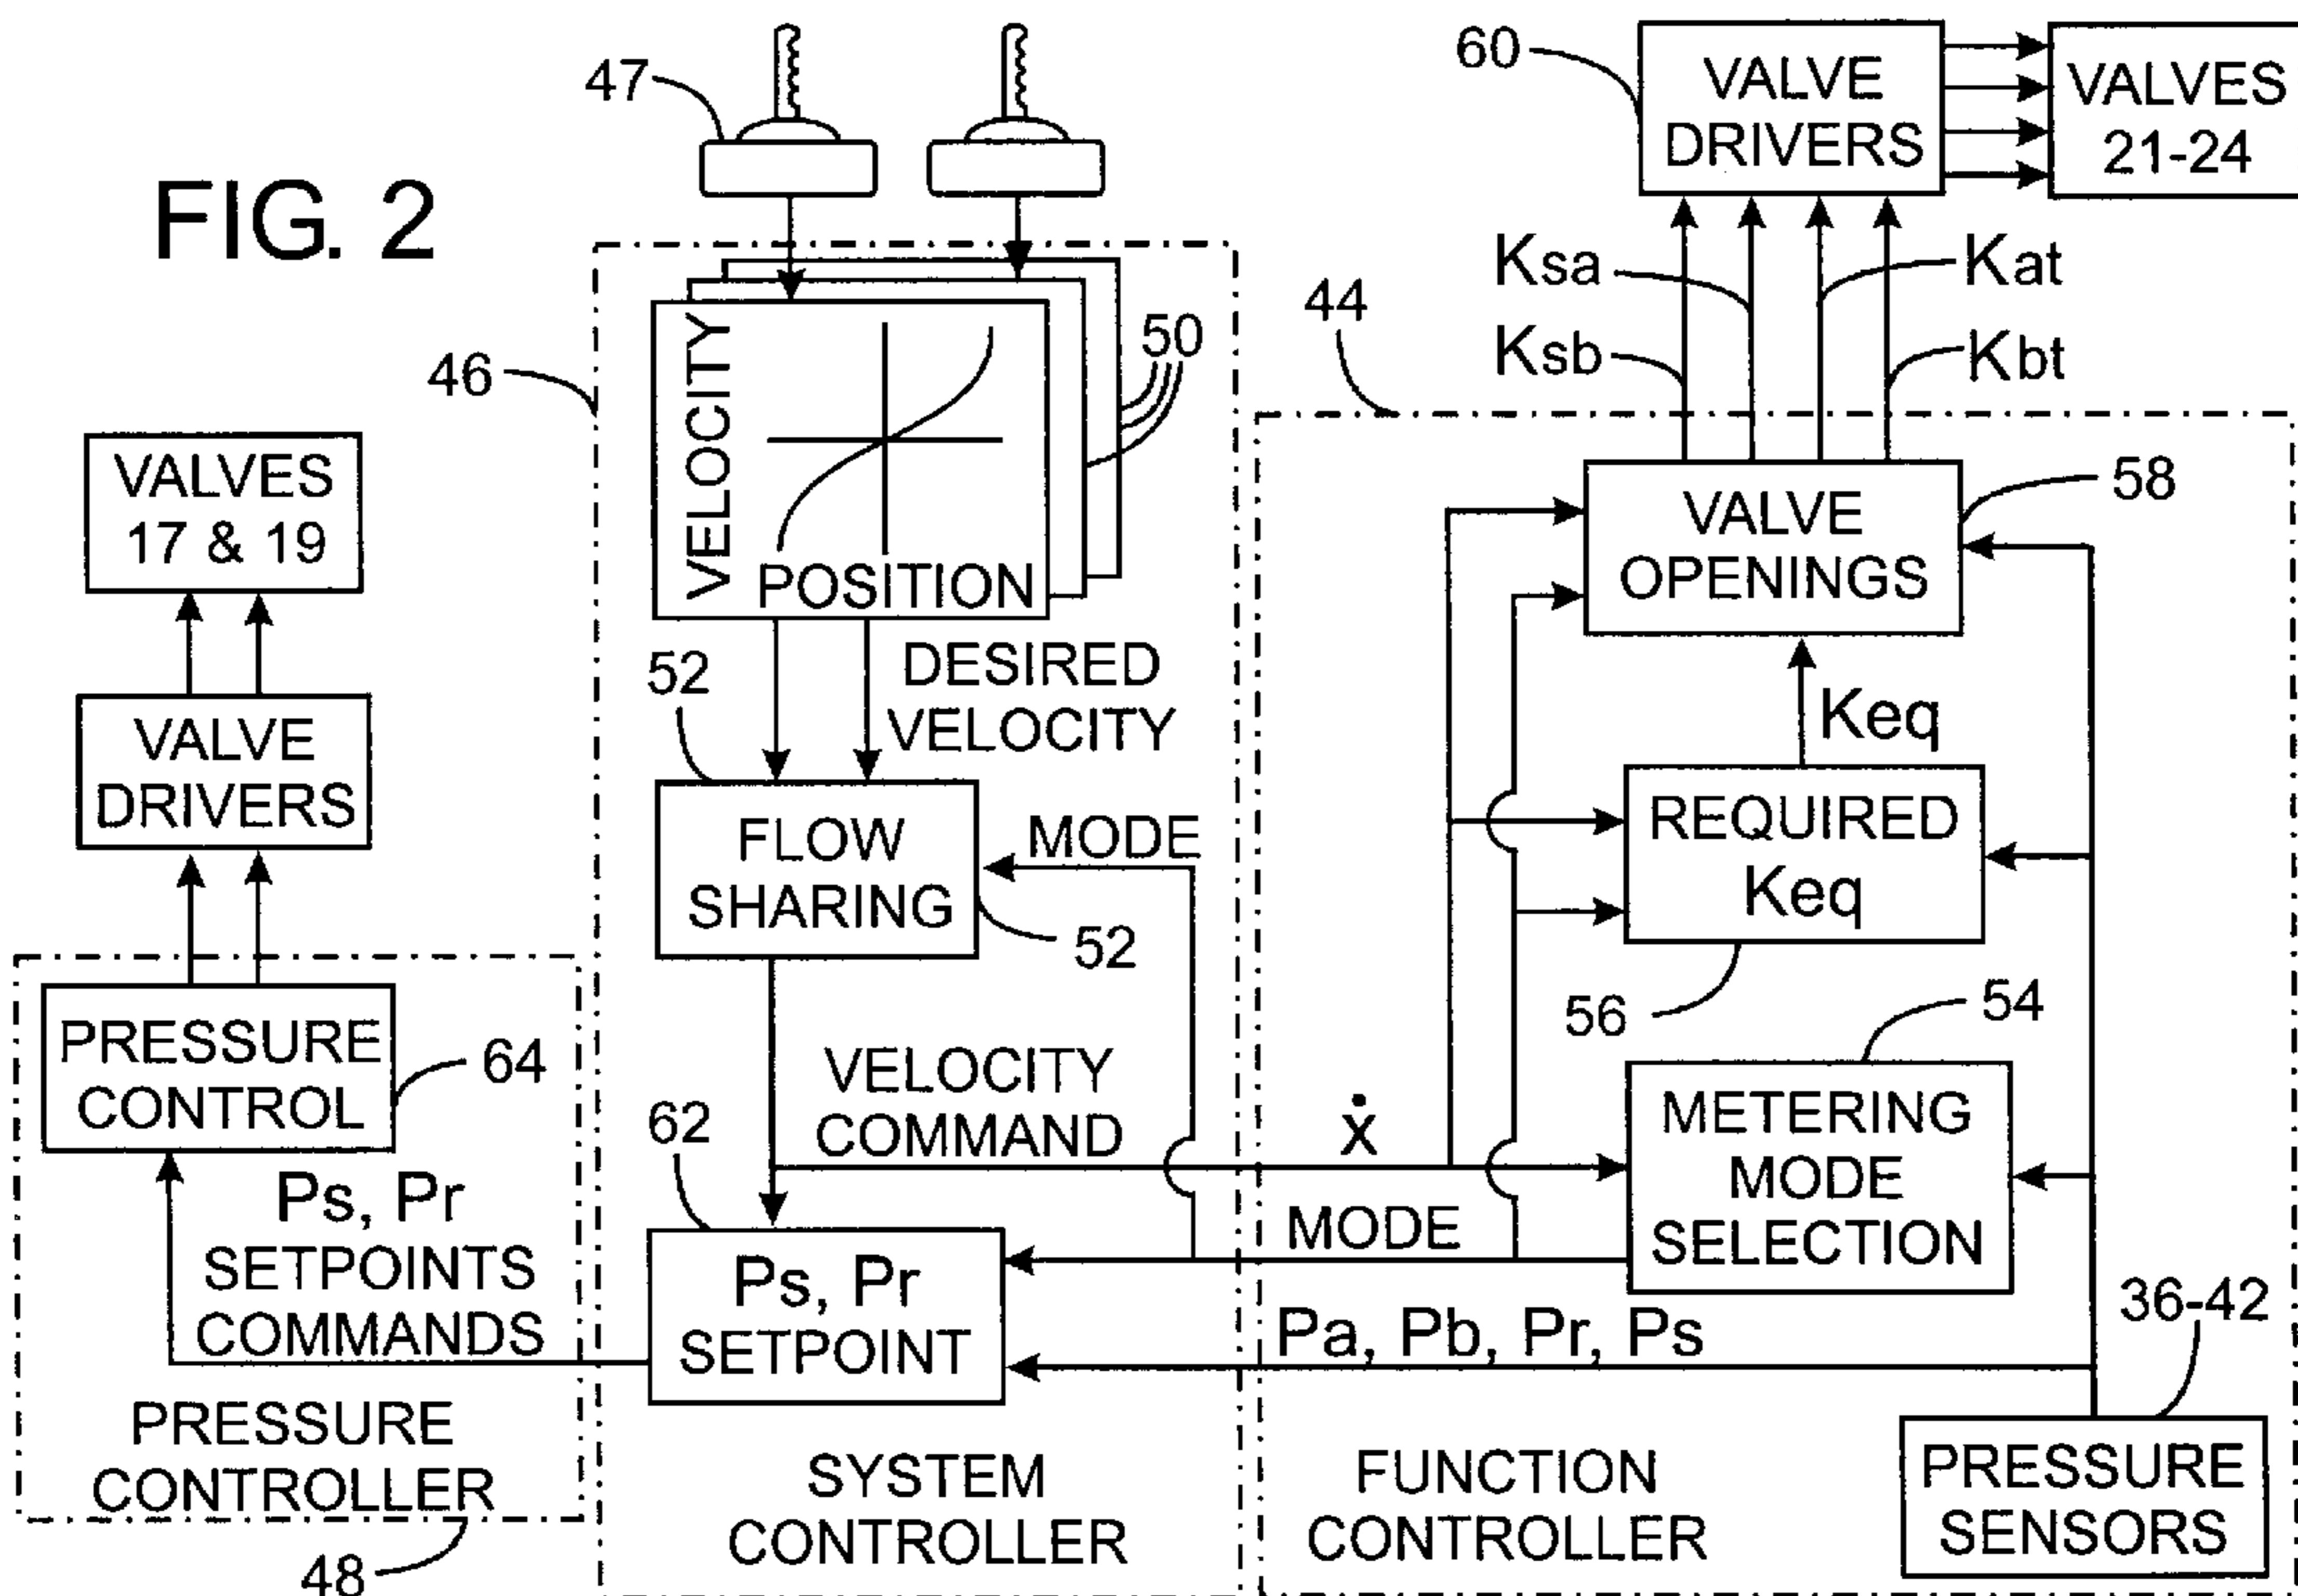 FIG. 2
47
60
VALVE
DRIVERS
VALVES
21-24
Ksa
Kat
Ksb
Kbt
44
46
VELOCITY
POSITION
50
VALVES
17 & 19
VALVE
OPENINGS
58
DESIRED
VELOCITY
52
VALVE
DRIVERS
Keq
FLOW
SHARING
MODE
52
REQUIRED
Keq
56
54
PRESSURE
CONTROL
64
VELOCITY
COMMAND
ẋ
62
METERING
MODE
SELECTION
MODE
Ps, Pr
SETPOINTS
COMMANDS
Ps, Pr
SETPOINT
Pa, Pb, Pr, Ps
36-42
PRESSURE
CONTROLLER
48
SYSTEM
CONTROLLER
FUNCTION
CONTROLLER
PRESSURE
SENSORS